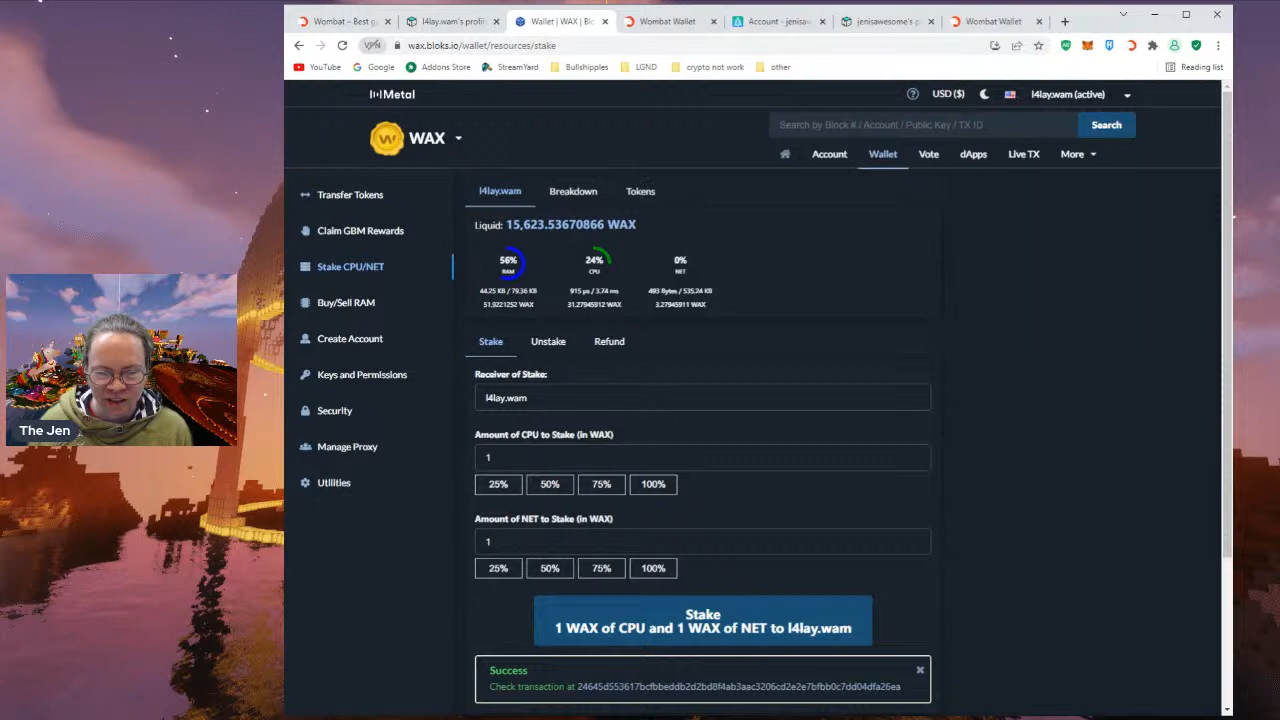 Wombat – Best g
l4lay.wam's profil
Wallet | WAX | Blo
Wombat Wallet
Account - jenisaw
jenisawesome's p
Wombat Wallet
VPN
wax.bloks.io/wallet/resources/stake
YouTube
Google
Addons Store
StreamYard
Bullshipples
LGND
crypto not work
other
Reading list
Metal
USD ($)
l4lay.wam (active)
WAX
Search by Block # / Account / Public Key / TX ID
Search
Account
Wallet
Vote
dApps
Live TX
More
Transfer Tokens
Claim GBM Rewards
Stake CPU/NET
Buy/Sell RAM
Create Account
Keys and Permissions
Security
Manage Proxy
Utilities
l4lay.wam
Breakdown
Tokens
Liquid: 15,623.53670866 WAX
56%
RAM
44.25 KB / 79.36 KB
51.9221252 WAX
24%
CPU
915 µs / 3.74 ms
31.27945912 WAX
0%
NET
493 Bytes / 535.24 KB
3.27945911 WAX
Stake
Unstake
Refund
Receiver of Stake:
l4lay.wam
Amount of CPU to Stake (in WAX)
1
25%
50%
75%
100%
Amount of NET to Stake (in WAX)
1
25%
50%
75%
100%
Stake
1 WAX of CPU and 1 WAX of NET to l4lay.wam
Success
Check transaction at 24645d553617bcfbbeddb2d2bd8f4ab3aac3206cd2e2e7bfbb0c7dd04dfa26ea
The Jen